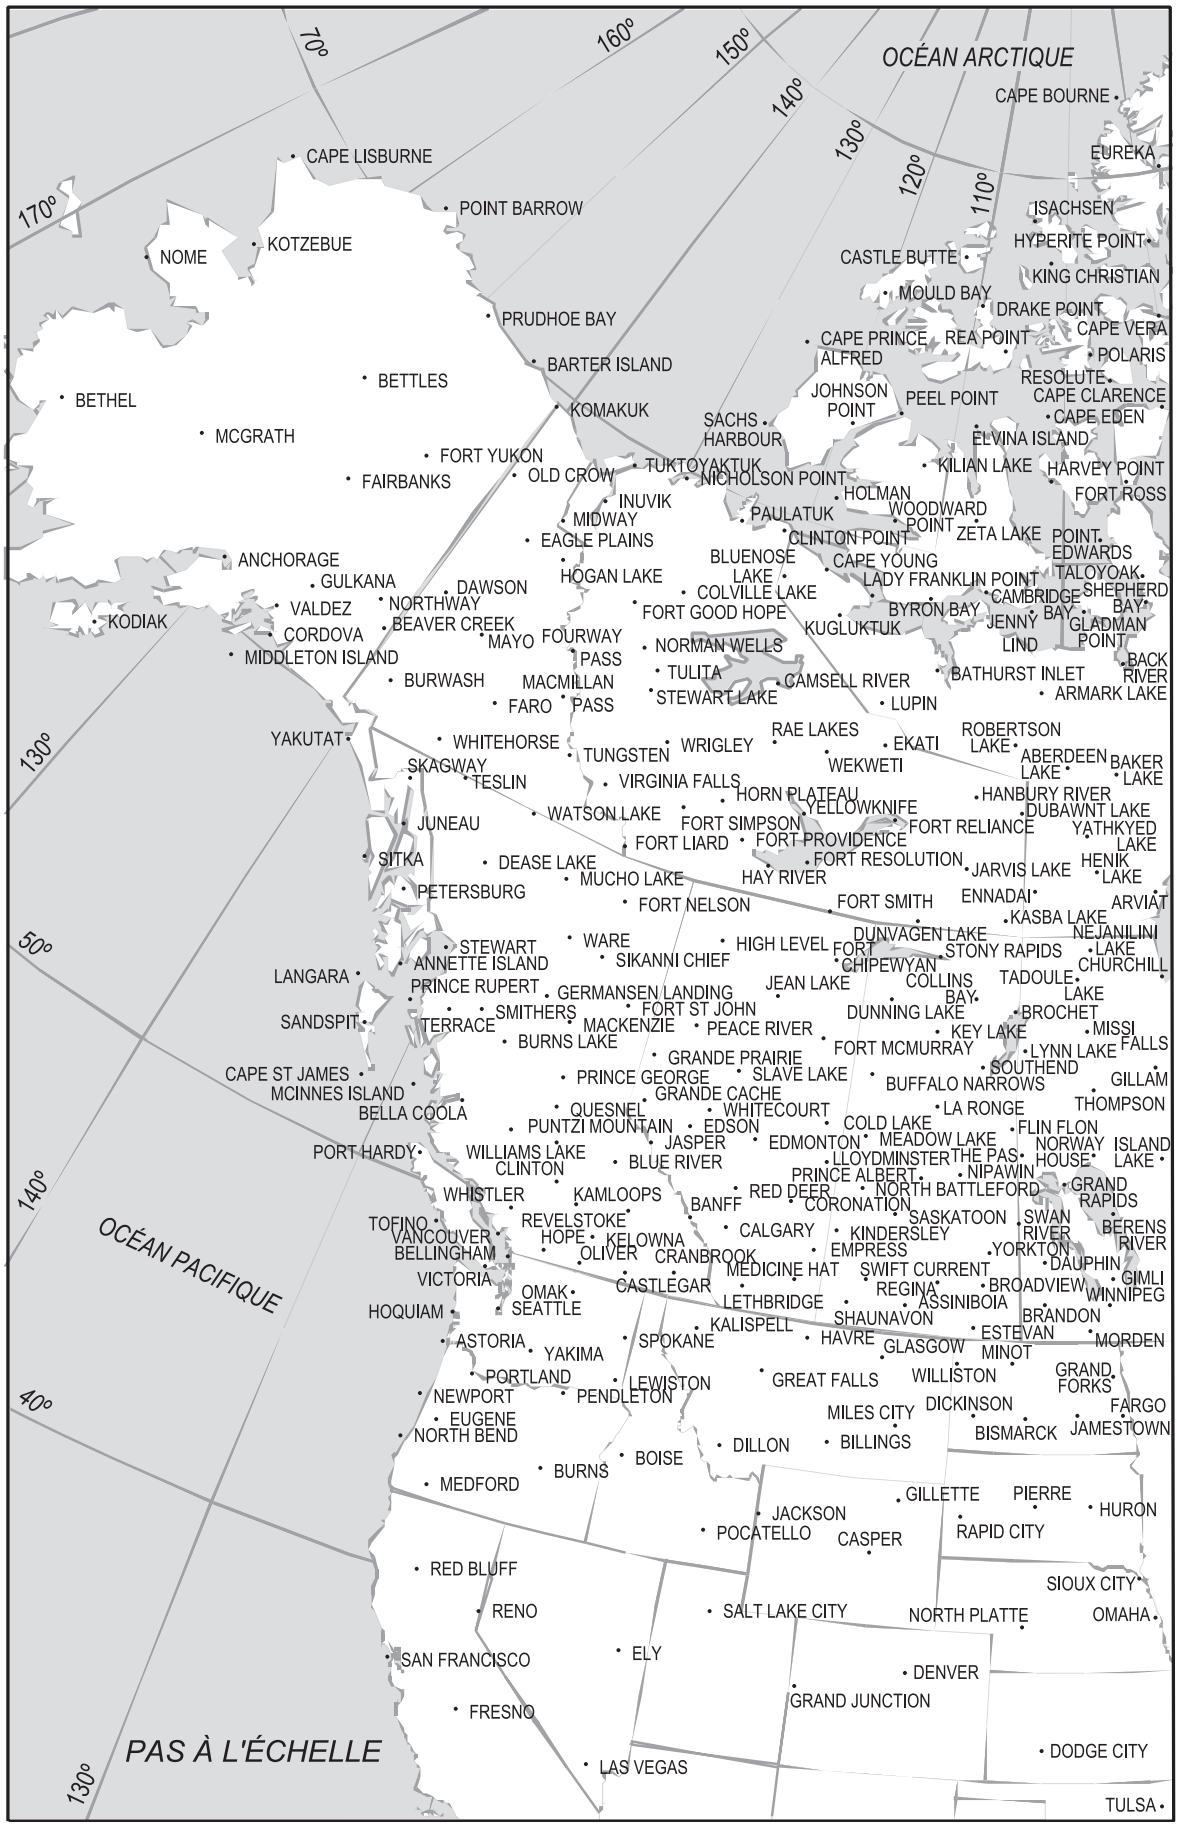 70º
160º
150º
OCÉAN ARCTIQUE
CAPE BOURNE
140º
130º
120º
110º
EUREKA
CAPE LISBURNE
170º
POINT BARROW
ISACHSEN
KOTZEBUE
HYPERITE POINT
NOME
CASTLE BUTTE
KING CHRISTIAN
MOULD BAY
DRAKE POINT
PRUDHOE BAY
CAPE VERA
CAPE PRINCE
ALFRED
REA POINT
POLARIS
BARTER ISLAND
RESOLUTE
BETTLES
JOHNSON
POINT
PEEL POINT
CAPE CLARENCE
BETHEL
KOMAKUK
CAPE EDEN
SACHS
HARBOUR
MCGRATH
ELVINA ISLAND
FORT YUKON
TUKTOYAKTUK
KILIAN LAKE
HARVEY POINT
OLD CROW
NICHOLSON POINT
FAIRBANKS
FORT ROSS
HOLMAN
INUVIK
WOODWARD
POINT
PAULATUK
MIDWAY
ZETA LAKE
POINT
EDWARDS
EAGLE PLAINS
CLINTON POINT
ANCHORAGE
BLUENOSE
LAKE
CAPE YOUNG
HOGAN LAKE
TALOYOAK
GULKANA
LADY FRANKLIN POINT
DAWSON
COLVILLE LAKE
CAMBRIDGE
BAY
SHEPHERD
BAY
NORTHWAY
VALDEZ
FORT GOOD HOPE
BYRON BAY
KODIAK
BEAVER CREEK
KUGLUKTUK
JENNY
LIND
GLADMAN
POINT
CORDOVA
MAYO
FOURWAY
PASS
NORMAN WELLS
MIDDLETON ISLAND
BACK
RIVER
TULITA
BATHURST INLET
BURWASH
MACMILLAN
PASS
CAMSELL RIVER
STEWART LAKE
ARMARK LAKE
FARO
LUPIN
130º
YAKUTAT
WHITEHORSE
WRIGLEY
RAE LAKES
EKATI
ROBERTSON
LAKE
TUNGSTEN
ABERDEEN
LAKE
BAKER
LAKE
SKAGWAY
WEKWETI
TESLIN
VIRGINIA FALLS
HORN PLATEAU
HANBURY RIVER
WATSON LAKE
YELLOWKNIFE
DUBAWNT LAKE
JUNEAU
FORT SIMPSON
FORT RELIANCE
YATHKYED
LAKE
FORT LIARD
FORT PROVIDENCE
SITKA
DEASE LAKE
FORT RESOLUTION
HENIK
LAKE
MUCHO LAKE
HAY RIVER
JARVIS LAKE
PETERSBURG
FORT NELSON
FORT SMITH
ENNADAI
ARVIAT
KASBA LAKE
50º
STEWART
WARE
HIGH LEVEL
DUNVAGEN LAKE
NEJANILINI
LAKE
FORT
CHIPEWYAN
STONY RAPIDS
ANNETTE ISLAND
SIKANNI CHIEF
CHURCHILL
LANGARA
JEAN LAKE
COLLINS
BAY
TADOULE
LAKE
PRINCE RUPERT
GERMANSEN LANDING
SANDSPIT
SMITHERS
FORT ST JOHN
DUNNING LAKE
BROCHET
TERRACE
MACKENZIE
PEACE RIVER
KEY LAKE
MISSI
FALLS
BURNS LAKE
FORT MCMURRAY
LYNN LAKE
GRANDE PRAIRIE
SOUTHEND
CAPE ST JAMES
PRINCE GEORGE
SLAVE LAKE
BUFFALO NARROWS
GILLAM
MCINNES ISLAND
GRANDE CACHE
THOMPSON
BELLA COOLA
QUESNEL
WHITECOURT
LA RONGE
PUNTZI MOUNTAIN
EDSON
COLD LAKE
FLIN FLON
PORT HARDY
WILLIAMS LAKE
JASPER
EDMONTON
MEADOW LAKE
NORWAY
HOUSE
ISLAND
LAKE
CLINTON
BLUE RIVER
LLOYDMINSTER
THE PAS
PRINCE ALBERT
NIPAWIN
140º
WHISTLER
KAMLOOPS
BANFF
RED DEER
NORTH BATTLEFORD
GRAND
RAPIDS
CORONATION
TOFINO
REVELSTOKE
SASKATOON
SWAN
RIVER
BERENS
RIVER
VANCOUVER
HOPE
KELOWNA
CALGARY
KINDERSLEY
BELLINGHAM
OLIVER
CRANBROOK
EMPRESS
YORKTON
DAUPHIN
VICTORIA
CASTLEGAR
MEDICINE HAT
SWIFT CURRENT
GIMLI
OCÉAN PACIFIQUE
OMAK
REGINA
BROADVIEW
WINNIPEG
HOQUIAM
SEATTLE
LETHBRIDGE
ASSINIBOIA
SHAUNAVON
BRANDON
KALISPELL
ESTEVAN
MORDEN
ASTORIA
YAKIMA
SPOKANE
HAVRE
GLASGOW
MINOT
PORTLAND
LEWISTON
GREAT FALLS
WILLISTON
GRAND
FORKS
40º
NEWPORT
PENDLETON
DICKINSON
FARGO
EUGENE
MILES CITY
NORTH BEND
BISMARCK
JAMESTOWN
DILLON
BILLINGS
BOISE
BURNS
MEDFORD
GILLETTE
PIERRE
HURON
JACKSON
POCATELLO
CASPER
RAPID CITY
RED BLUFF
SIOUX CITY
RENO
SALT LAKE CITY
NORTH PLATTE
OMAHA
SAN FRANCISCO
ELY
DENVER
GRAND JUNCTION
FRESNO
PAS À L'ÉCHELLE
DODGE CITY
LAS VEGAS
130º
TULSA